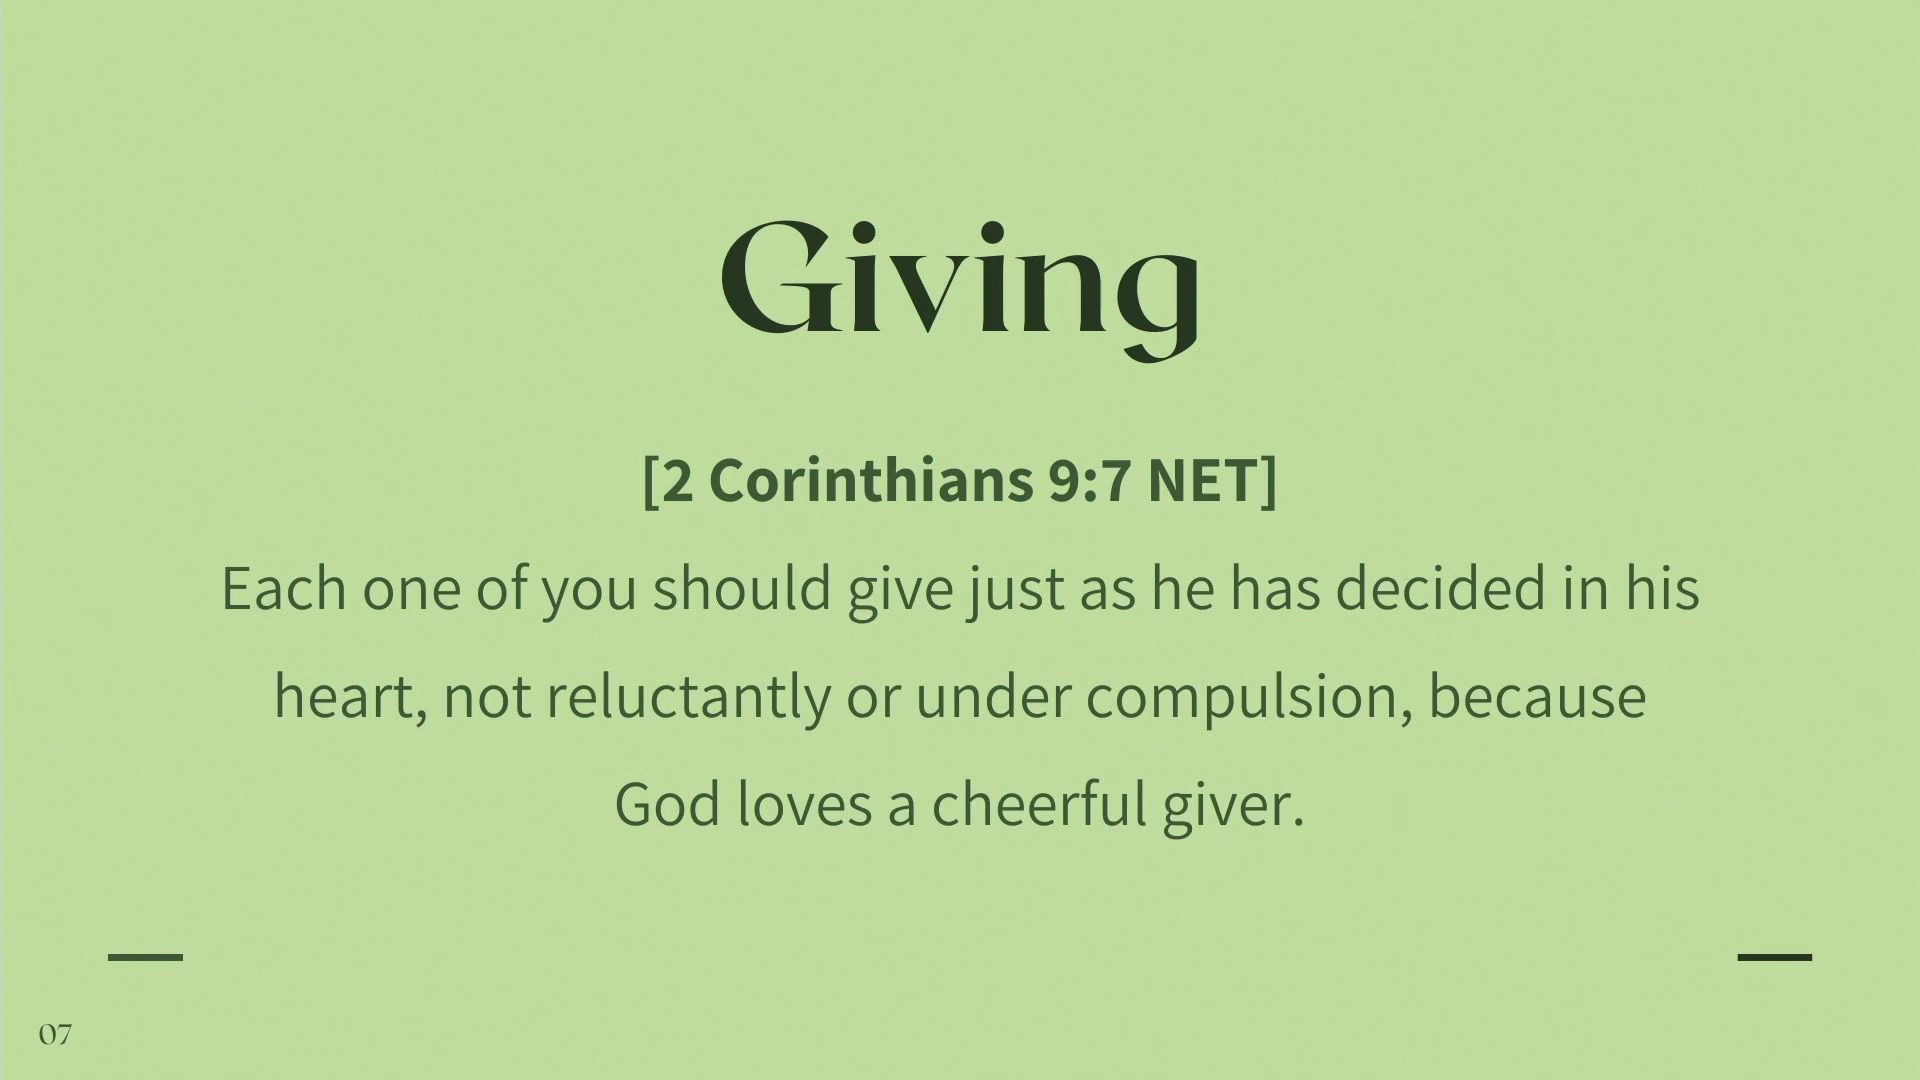 Giving
[2 Corinthians 9:7 NET]
Each one of you should give just as he has decided in his
heart, not reluctantly or under compulsion, because
God loves a cheerful giver.
07